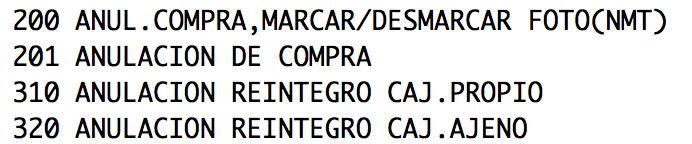 200 ANUL.COMPRA,MARCAR/DESMARCAR FOTO(NMT)
201 ANULACION DE COMPRA
310 ANULACION REINTEGRO CAJ.PROPIO
320 ANULACION REINTEGRO CAJ.AJENO